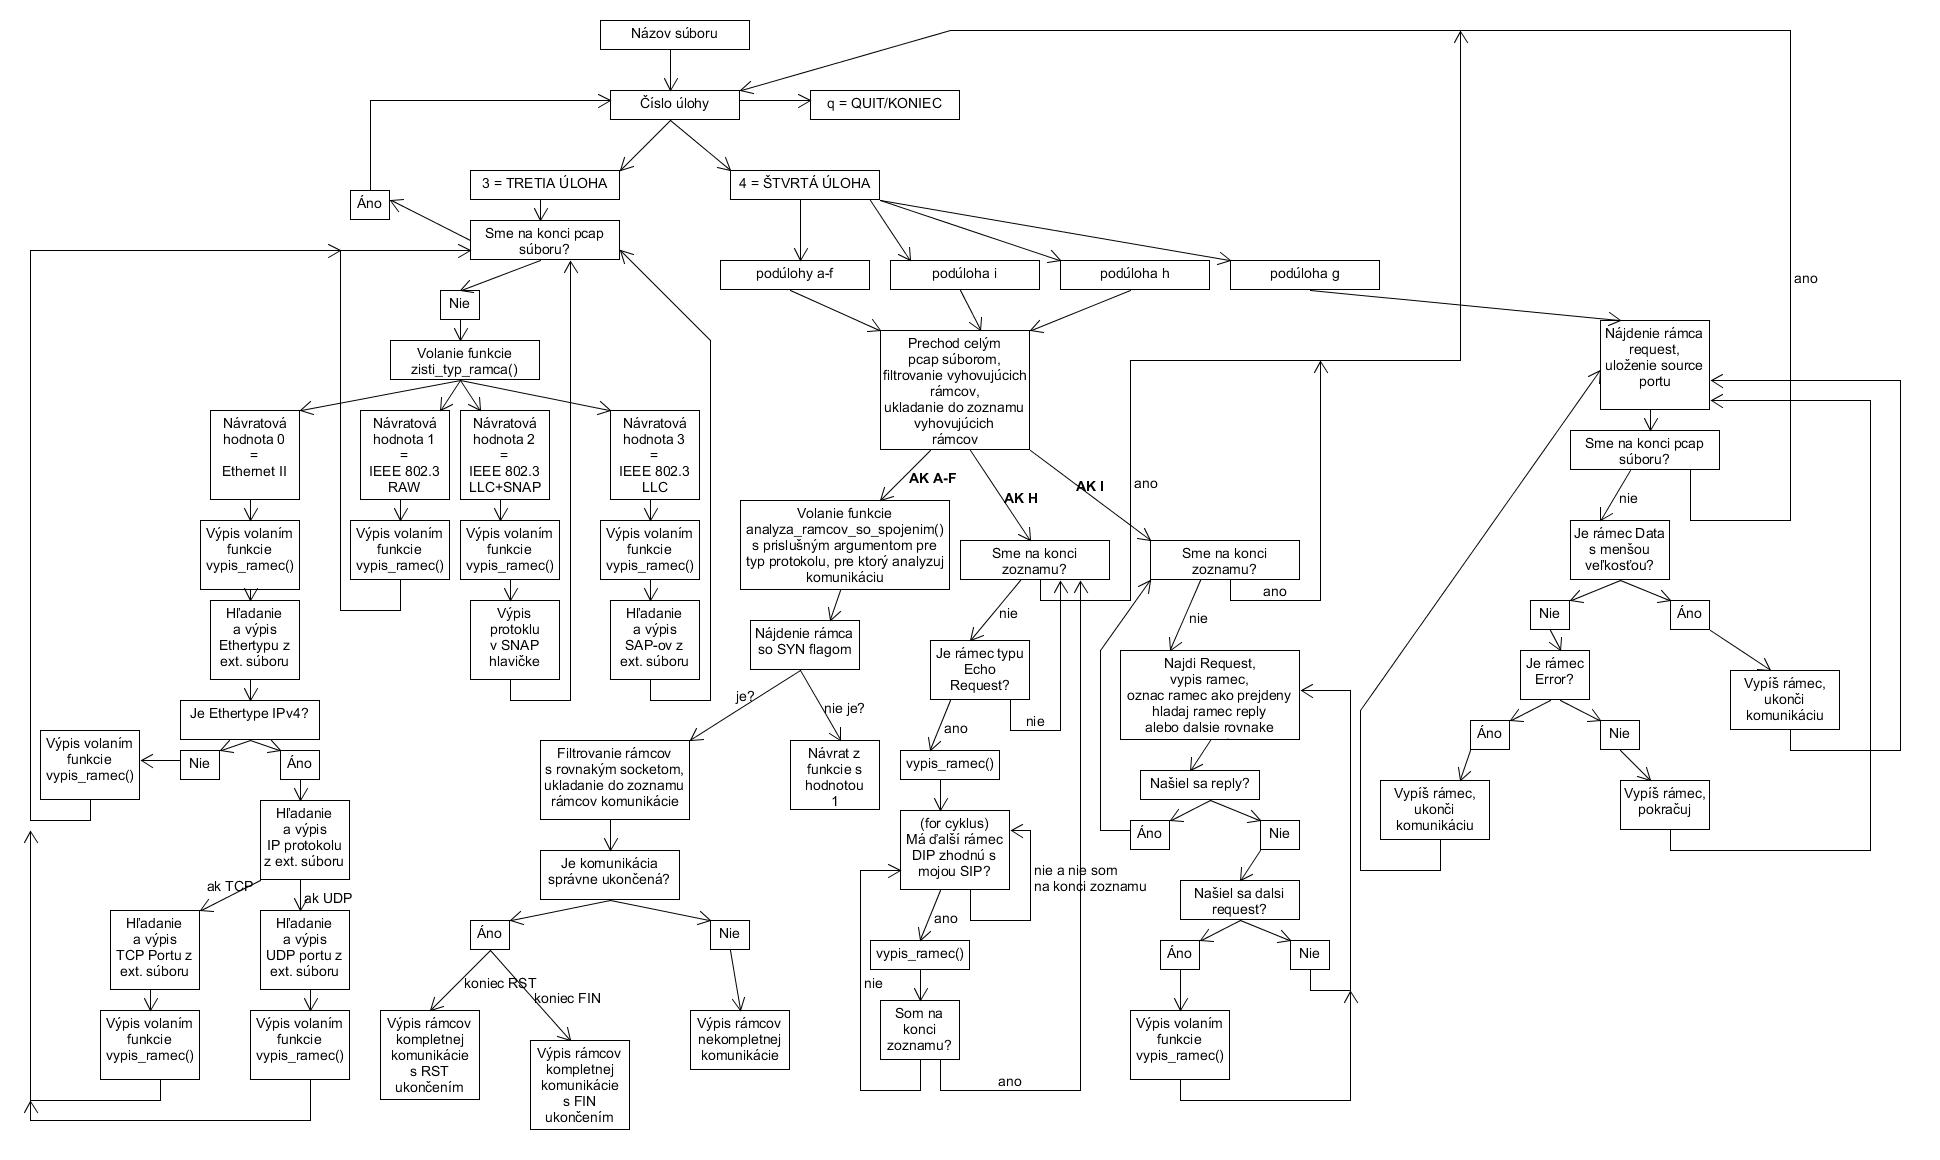 Názov súboru
Číslo úlohy
q = QUIT/KONIEC
3 = TRETIA ÚLOHA
4 = ŠTVRTÁ ÚLOHA
Áno
Sme na konci pcap
súboru?
Nie
Volanie funkcie
zisti_typ_ramca()
Návratová
hodnota 0
=
Ethernet II
Návratová
hodnota 1
=
IEEE 802.3
RAW
Návratová
hodnota 2
=
IEEE 802.3
LLC+SNAP
Návratová
hodnota 3
=
IEEE 802.3
LLC
Výpis volaním
funkcie
vypis_ramec()
Výpis volaním
funkcie
vypis_ramec()
Výpis volaním
funkcie
vypis_ramec()
Výpis volaním
funkcie
vypis_ramec()
Hľadanie
a výpis
Ethertypu z
ext. súboru
Výpis
protoklu
v SNAP
hlavičke
Hľadanie
a výpis
SAP-ov z
ext. súboru
Je Ethertype IPv4?
Výpis volaním
funkcie
vypis_ramec()
Nie
Áno
Hľadanie
a výpis
IP protokolu
z ext. súboru
ak TCP
ak UDP
Hľadanie
a výpis
TCP Portu z
ext. súboru
Hľadanie
a výpis
UDP portu z
ext. súboru
Výpis volaním
funkcie
vypis_ramec()
Výpis volaním
funkcie
vypis_ramec()
podúlohy a-f
podúloha i
podúloha h
podúloha g
Prechod celým
pcap súborom,
filtrovanie vyhovujúcich
rámcov,
ukladanie do zoznamu
vyhovujúcich
rámcov
AK A-F
AK H
AK I
Volanie funkcie
analyza_ramcov_so_spojenim()
s prislušným argumentom pre
typ protokolu, pre ktorý analyzuj
komunikáciu
Nájdenie rámca
so SYN flagom
je?
nie je?
Filtrovanie rámcov
s rovnakým socketom,
ukladanie do zoznamu
rámcov komunikácie
Návrat z
funkcie s
hodnotou
1
Je komunikácia
správne ukončená?
Áno
Nie
koniec RST
koniec FIN
Výpis rámcov
kompletnej
komunikácie
s RST
ukončením
Výpis rámcov
kompletnej
komunikácie
s FIN
ukončením
Výpis rámcov
nekompletnej
komunikácie
Sme na konci
zoznamu?
ano
nie
Je rámec typu
Echo
Request?
nie
ano
vypis_ramec()
(for cyklus)
Má ďalší rámec
DIP zhodnú s
mojou SIP?
nie a nie som
na konci zoznamu
ano
vypis_ramec()
nie
Som na
konci
zoznamu?
ano
Sme na konci
zoznamu?
ano
nie
Najdi Request,
vypis ramec,
oznac ramec ako prejdeny
hladaj ramec reply
alebo dalsie rovnake
Našiel sa reply?
Áno
Nie
Našiel sa dalsi
request?
Áno
Nie
Výpis volaním
funkcie
vypis_ramec()
ano
Nájdenie rámca
request,
uloženie source
portu
Sme na konci pcap
súboru?
nie
Je rámec Data
s menšou
veľkosťou?
Nie
Áno
Je rámec
Error?
Vypíš rámec,
ukonči
komunikáciu
Áno
Nie
Vypíš rámec,
ukonči
komunikáciu
Vypíš rámec,
pokračuj